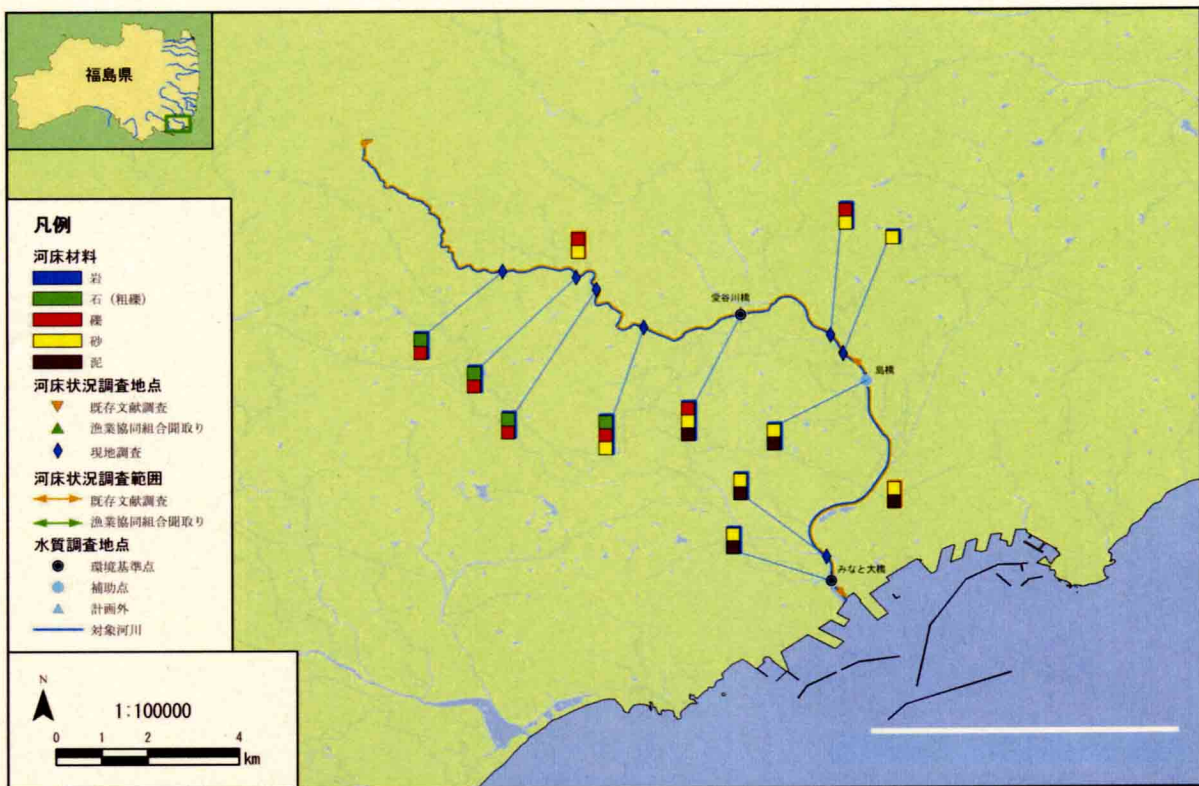 福島県
凡例
河床材料
岩
石（粗礫）
礫
砂
泥
河床状況調査地点
既存文献調査
漁業協同組合聞取り
現地調査
河床状況調査範囲
既存文献調査
漁業協同組合聞取り
水質調査地点
環境基準点
補助点
計画外
対象河川
N
1:100000
0 1 2 4
km
愛谷川橋
島橋
みなと大橋